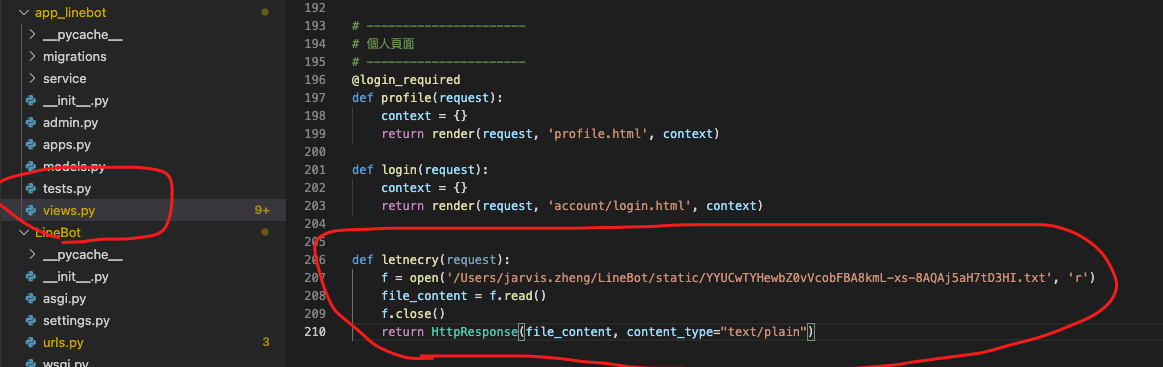 app_linebot
__pycache__
migrations
service
__init__.py
admin.py
apps.py
models.py
tests.py
views.py 9+
LineBot
__pycache__
__init__.py
asgi.py
settings.py
urls.py 3
wsgi.py
192
193 # ----------------------
194 # 個人頁面
195 # ----------------------
196 @login_required
197 def profile(request):
198 context = {}
199 return render(request, 'profile.html', context)
200
201 def login(request):
202 context = {}
203 return render(request, 'account/login.html', context)
204
205
206 def letnecry(request):
207 f = open('/Users/jarvis.zheng/LineBot/static/YYUCwTYHewbZ0vVcobFBA8kmL-xs-8AQAj5aH7tD3HI.txt', 'r')
208 file_content = f.read()
209 f.close()
210 return HttpResponse(file_content, content_type="text/plain")